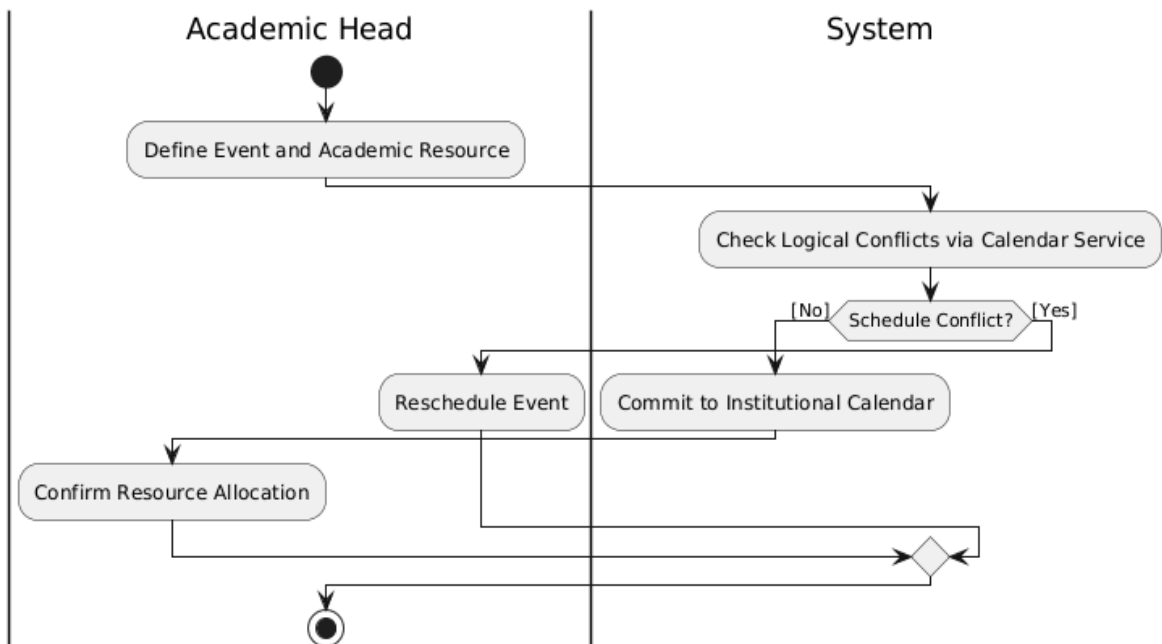 Academic Head
System
Define Event and Academic Resource
Check Logical Conflicts via Calendar Service
[No]
Schedule Conflict?
[Yes]
Reschedule Event
Commit to Institutional Calendar
Confirm Resource Allocation